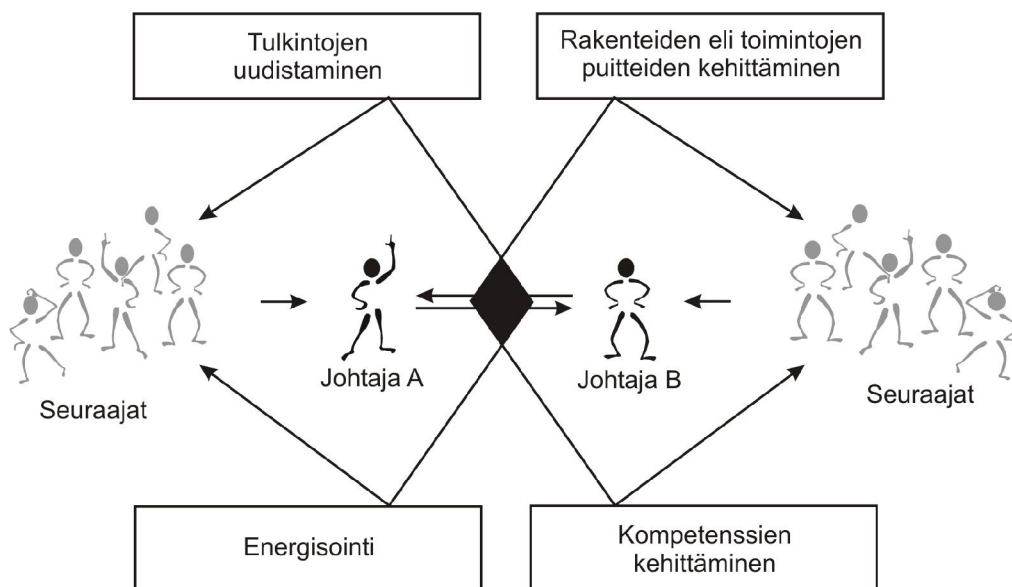 Tulkintojen
uudistaminen
Rakenteiden eli toimintojen
puitteiden kehittäminen
Johtaja A
Johtaja B
Seuraajat
Seuraajat
Energisointi
Kompetenssien
kehittäminen